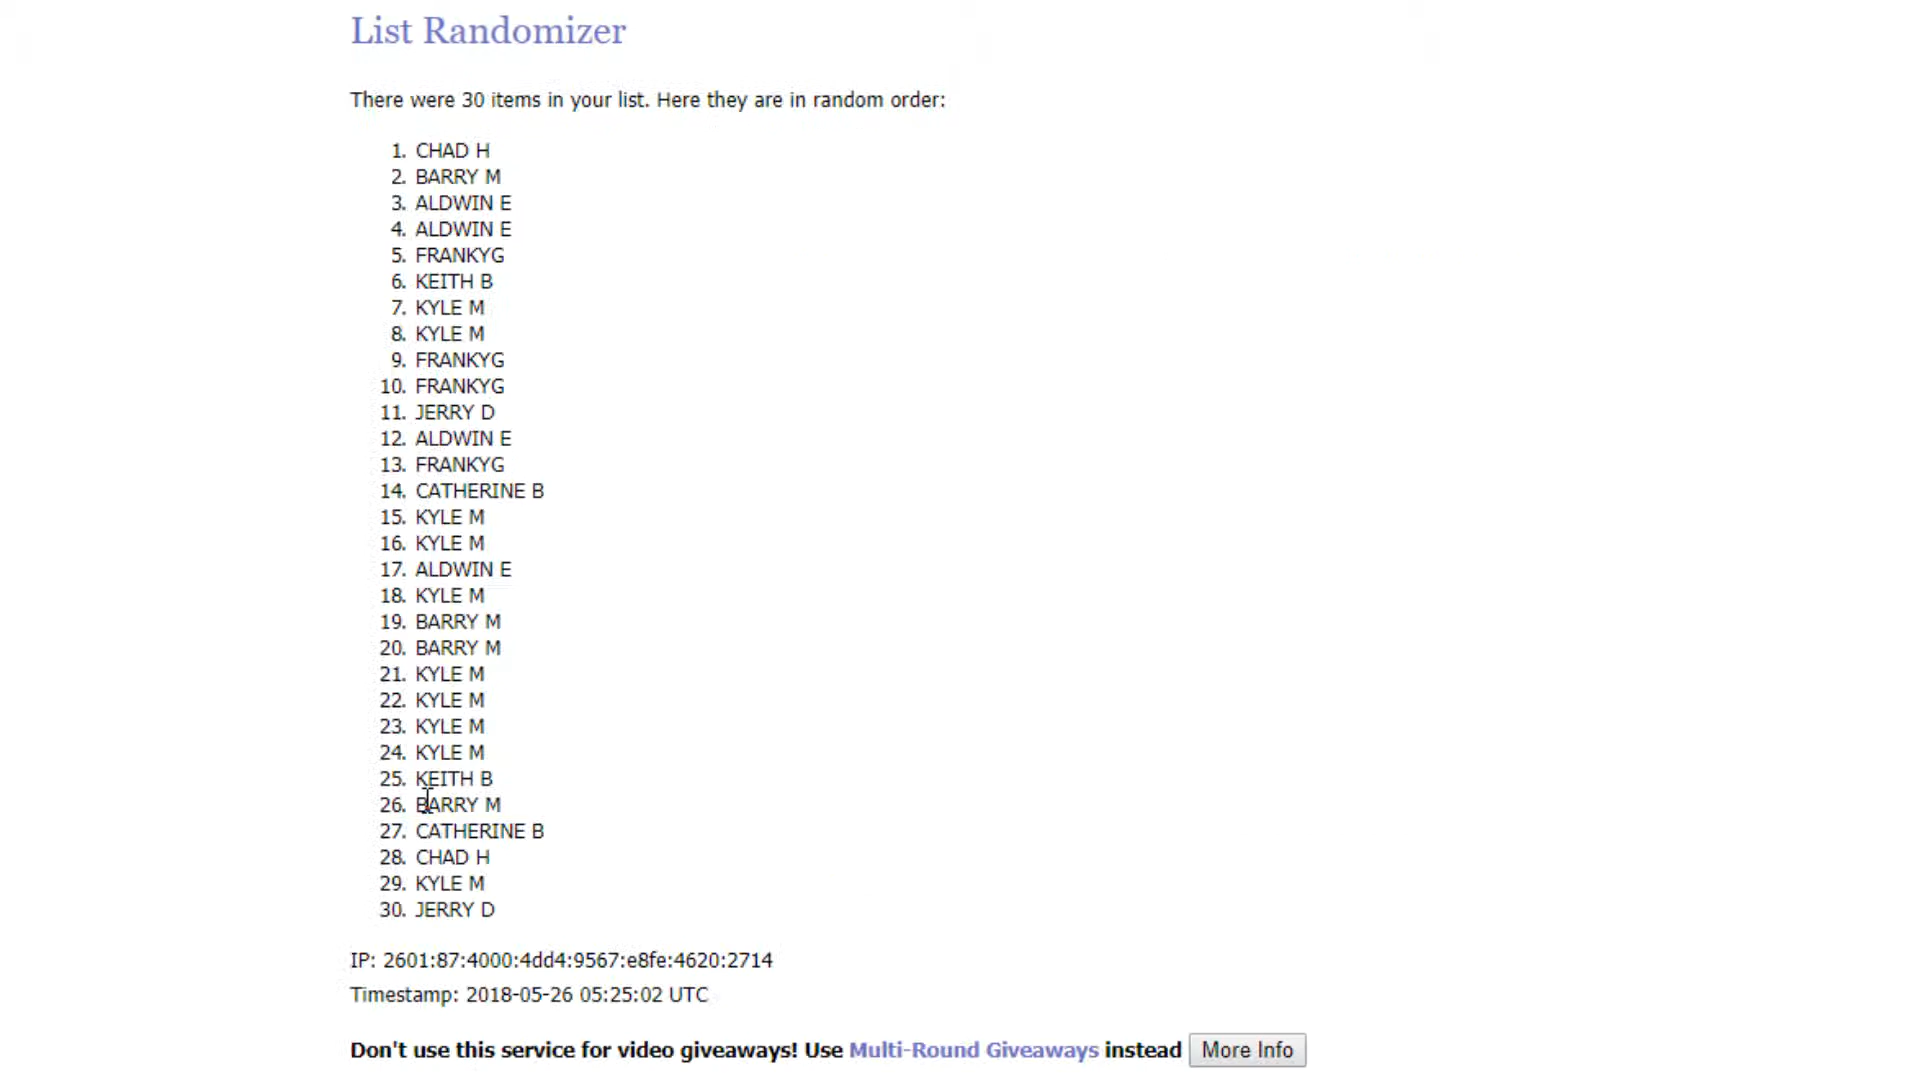 List Randomizer
There were 30 items in your list. Here they are in random order:
1. CHAD H
2. BARRY M
3. ALDWIN E
4. ALDWIN E
5. FRANKYG
6. KEITH B
7. KYLE M
8. KYLE M
9. FRANKYG
10. FRANKYG
11. JERRY D
12. ALDWIN E
13. FRANKYG
14. CATHERINE B
15. KYLE M
16. KYLE M
17. ALDWIN E
18. KYLE M
19. BARRY M
20. BARRY M
21. KYLE M
22. KYLE M
23. KYLE M
24. KYLE M
25. KEITH B
26. BARRY M
27. CATHERINE B
28. CHAD H
29. KYLE M
30. JERRY D
IP: 2601:87:4000:4dd4:9567:e8fe:4620:2714
Timestamp: 2018-05-26 05:25:02 UTC
Don't use this service for video giveaways! Use Multi-Round Giveaways instead More Info